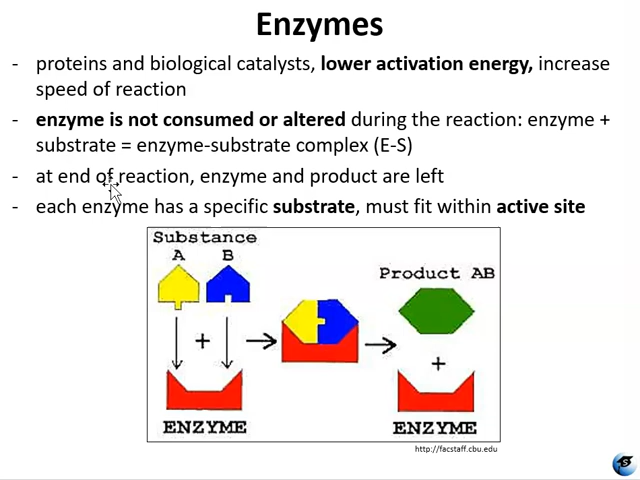 Enzymes
- proteins and biological catalysts, lower activation energy, increase
speed of reaction
- enzyme is not consumed or altered during the reaction: enzyme +
substrate = enzyme-substrate complex (E-S)
- at end of reaction, enzyme and product are left
- each enzyme has a specific substrate, must fit within active site
Substance
A B
Product AB
+
+
ENZYME
ENZYME
http://facstaff.cbu.edu
S